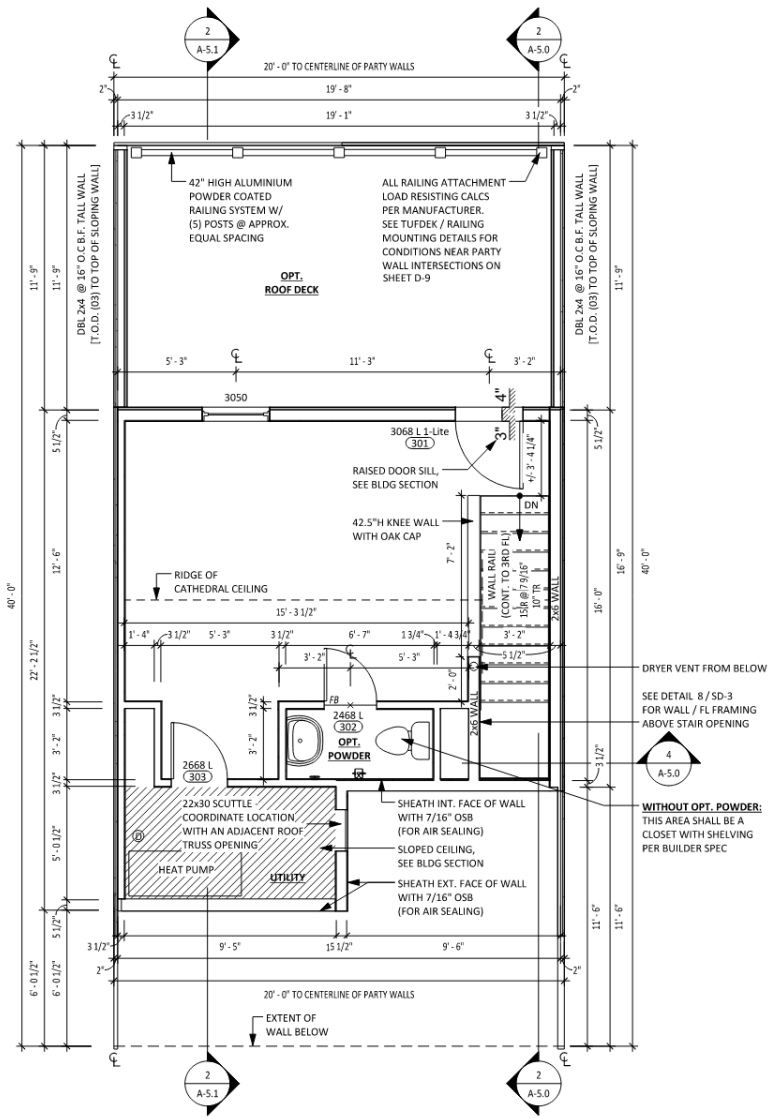 2
A-5.1
2
A-5.0
20' - 0" TO CENTERLINE OF PARTY WALLS
2"
19' - 8"
2"
3 1/2"
19' - 1"
3 1/2"
42" HIGH ALUMINIUM
POWDER COATED
RAILING SYSTEM W/
(5) POSTS @ APPROX.
EQUAL SPACING
ALL RAILING ATTACHMENT
LOAD RESISTING CALCS
PER MANUFACTURER.
SEE TUFDEK / RAILING
MOUNTING DETAILS FOR
CONDITIONS NEAR PARTY
WALL INTERSECTIONS ON
SHEET D-9
DBL 2x4 @ 16" O.C B.F. TALL WALL
[T.O.D. (03) TO TOP OF SLOPING WALL]
DBL 2x4 @ 16" O.C B.F. TALL WALL
[T.O.D. (03) TO TOP OF SLOPING WALL]
11' - 9"
11' - 9"
11' - 9"
OPT.
ROOF DECK
5' - 3"
11' - 3"
3' - 2"
3050
4"
3"
3068 L 1-Lite
301
5 1/2"
5 1/2"
+/- 3' - 4 1/4"
RAISED DOOR SILL,
SEE BLDG SECTION
DN
42.5"H KNEE WALL
WITH OAK CAP
7' - 2"
WALL RAIL
(CONT. TO 3RD FL)
15 R @ 7 9/16"
10" TR
2x6 WALL
12' - 6"
40' - 0"
16' - 9"
40' - 0"
16' - 0"
RIDGE OF
CATHEDRAL CEILING
15' - 3 1/2"
1' - 4"
3 1/2"
5' - 3"
3 1/2"
6' - 7"
1 3/4"
1' - 4 3/4"
3' - 2"
3' - 2"
5' - 3"
5 1/2"
2' - 0"
22' - 2 1/2"
DRYER VENT FROM BELOW
SEE DETAIL 8 / SD-3
FOR WALL / FL FRAMING
ABOVE STAIR OPENING
4
A-5.0
FB
2468 L
302
OPT.
POWDER
2x6 WALL
3 1/2"
3 1/2"
3' - 2"
3' - 2"
3 1/2"
3 1/2"
2668 L
303
22x30 SCUTTLE -
COORDINATE LOCATION
WITH AN ADJACENT ROOF
TRUSS OPENING
D
HEAT PUMP
UTILITY
SHEATH INT. FACE OF WALL
WITH 7/16" OSB
(FOR AIR SEALING)
SLOPED CEILING,
SEE BLDG SECTION
SHEATH EXT. FACE OF WALL
WITH 7/16" OSB
(FOR AIR SEALING)
WITHOUT OPT. POWDER:
THIS AREA SHALL BE A
CLOSET WITH SHELVING
PER BUILDER SPEC
5' - 0 1/2"
5 1/2"
6' - 0 1/2"
6' - 0 1/2"
11' - 6"
11' - 6"
3 1/2"
9' - 5"
15 1/2"
9' - 6"
2"
2"
20' - 0" TO CENTERLINE OF PARTY WALLS
EXTENT OF
WALL BELOW
2
A-5.1
2
A-5.0